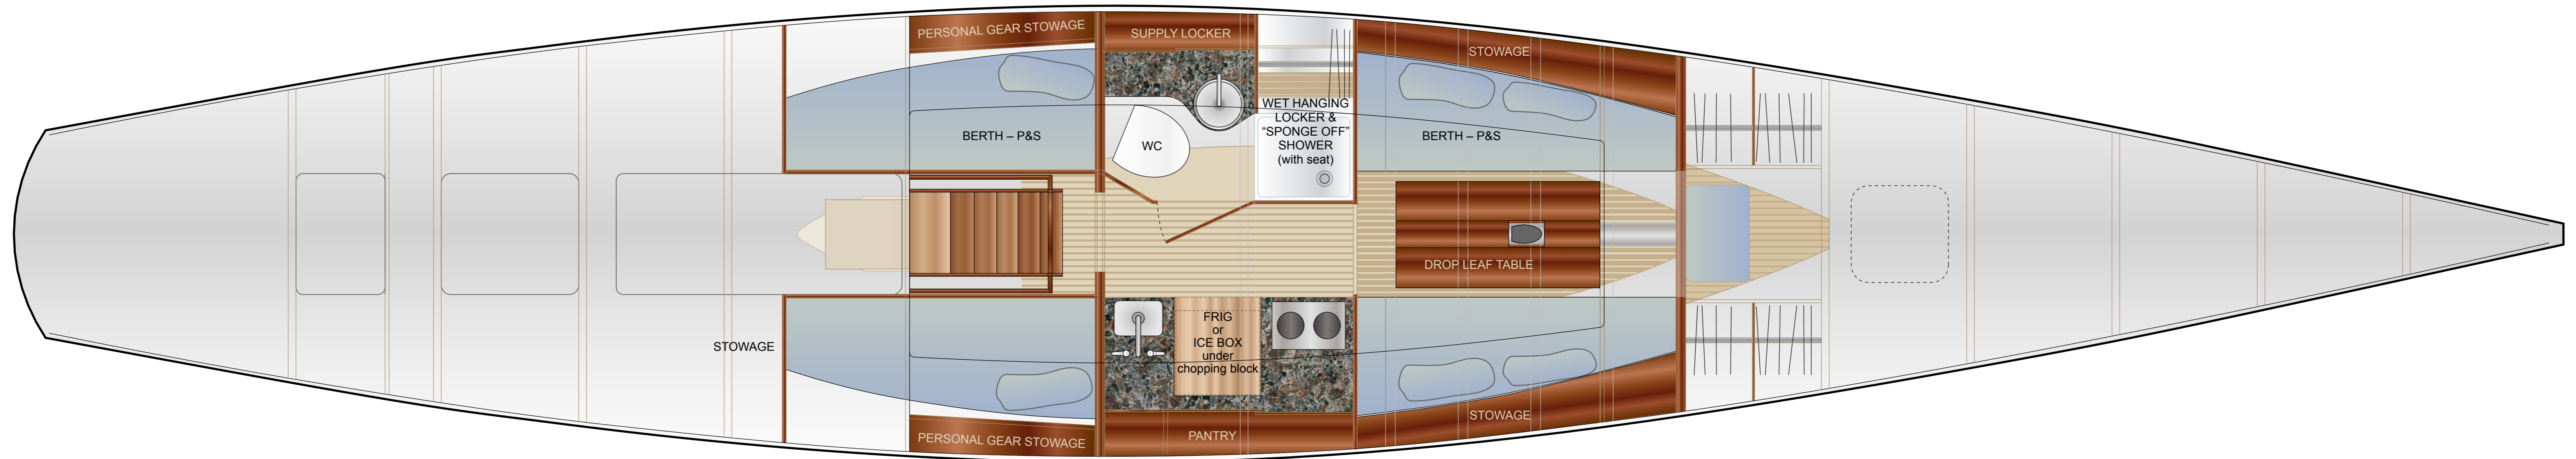 PERSONAL GEAR STOWAGE
SUPPLY LOCKER
STOWAGE
BERTH – P&S
WC
WET HANGING
LOCKER &
“SPONGE OFF”
SHOWER
(with seat)
BERTH – P&S
DROP LEAF TABLE
STOWAGE
FRIG
or
ICE BOX
under
chopping block
PERSONAL GEAR STOWAGE
PANTRY
STOWAGE